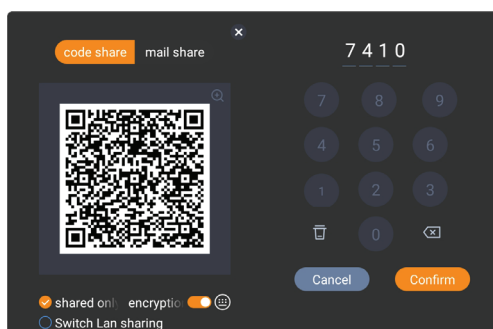 code share mail share
7410
7 8 9
4 5 6
1 2 3
0
Cancel Confirm
shared only encryptio
Switch Lan sharing